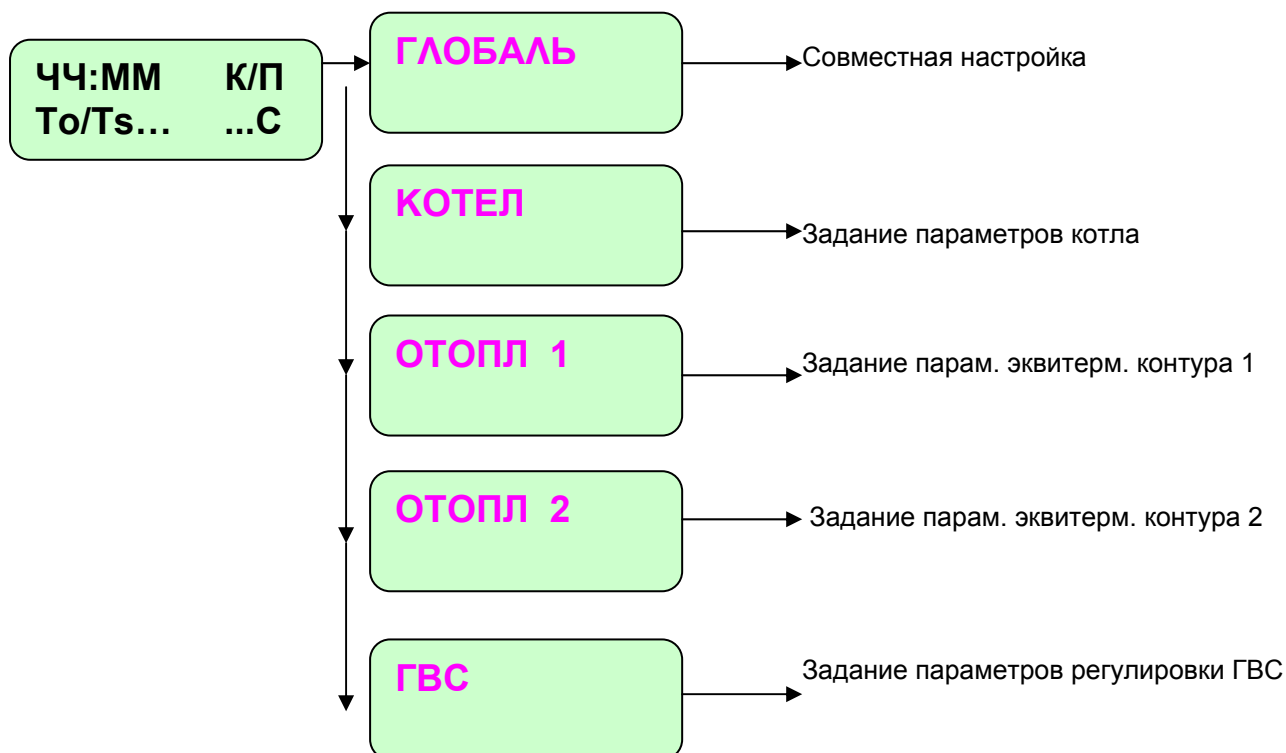 ЧЧ:ММ К/П
To/Ts… ...С
ГΛОБАΛЬ
Совместная настройка
КОТЕЛ
Задание параметров котла
ОТОПЛ 1
Задание парам. эквитерм. контура 1
ОТОПЛ 2
Задание парам. эквитерм. контура 2
ГВС
Задание параметров регулировки ГВС